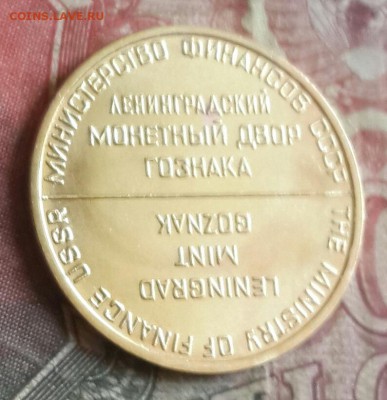 COINS.LAVE.RU
МИНИСТЕРСТВО ФИНАНСОВ СССР
ЛЕНИНГРАДСКИЙ
МОНЕТНЫЙ ДВОР
ГОЗНАКА
LENINGRAD
MINT
GOZNAK
THE MINISTRY OF FINANCE USSR